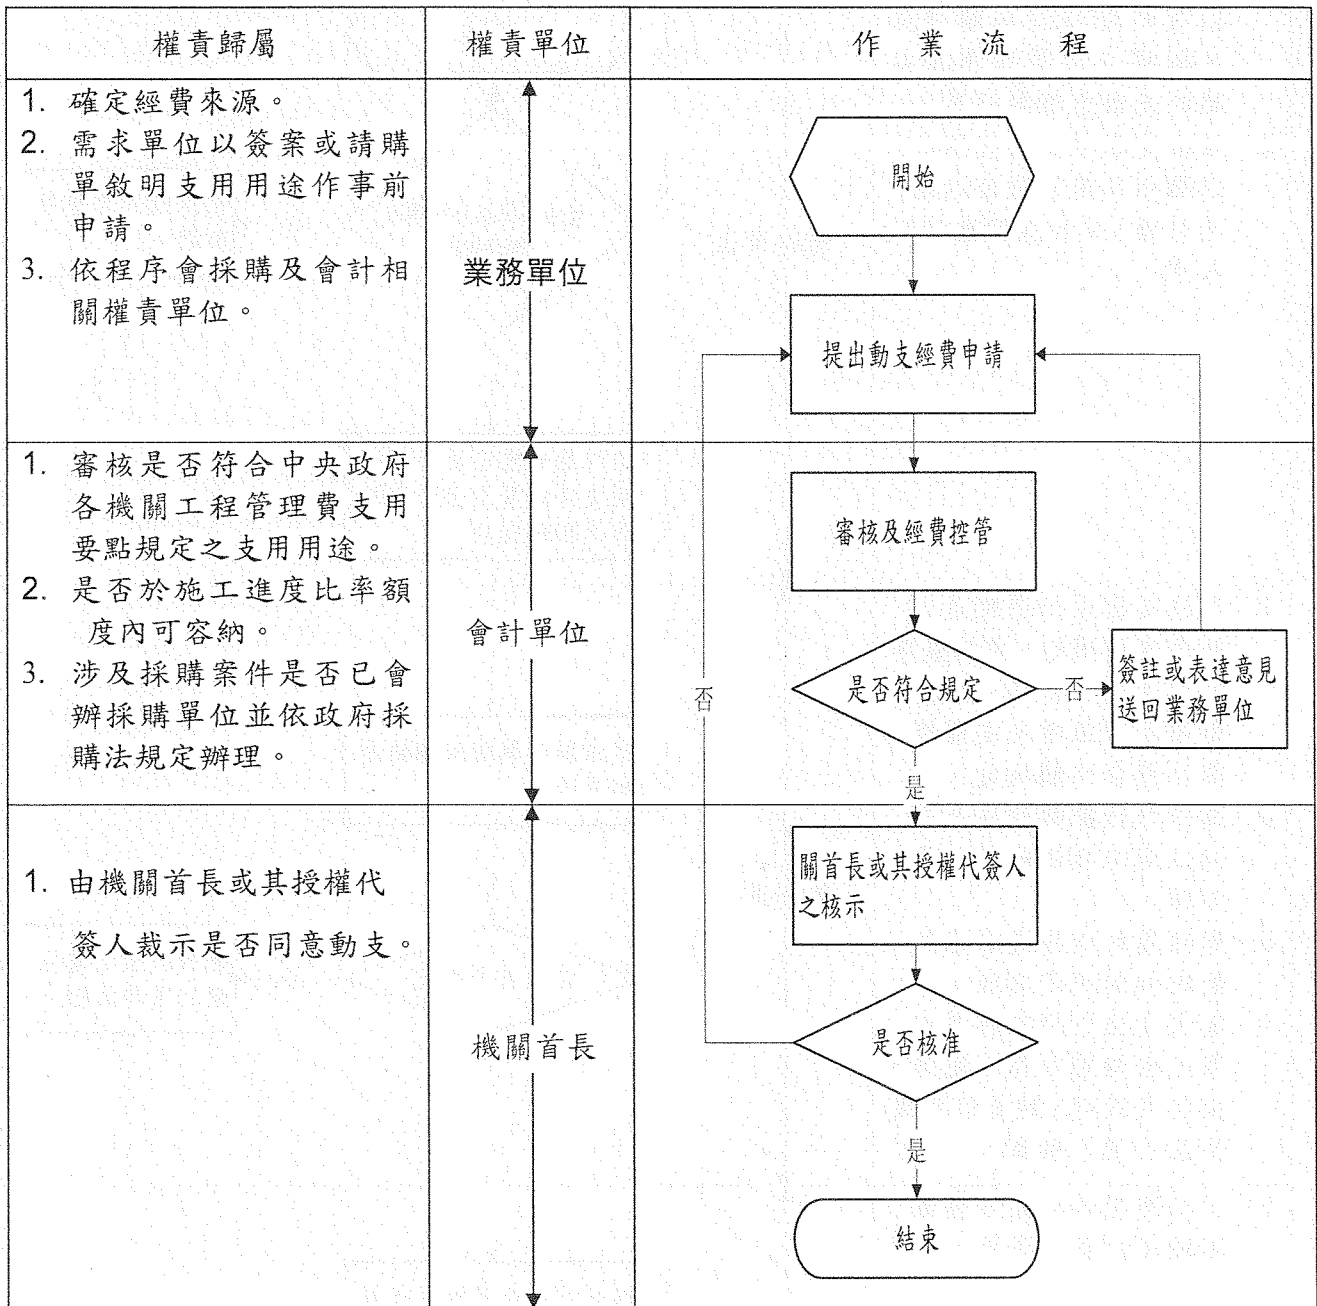 權責歸屬
權責單位
作業流程
1. 確定經費來源。
2. 需求單位以簽案或請購
單敘明支用用途作事前
申請。
3. 依程序會採購及會計相
關權責單位。
業務單位
開始
提出動支經費申請
1. 審核是否符合中央政府
各機關工程管理費支用
要點規定之支用用途。
2. 是否於施工進度比率額
度內可容納。
3. 涉及採購案件是否已會
辦採購單位並依政府採
購法規定辦理。
會計單位
審核及經費控管
是否符合規定
否
簽註或表達意見
送回業務單位
否
是
1. 由機關首長或其授權代
簽人裁示是否同意動支。
機關首長
關首長或其授權代簽人
之核示
是否核准
是
結束